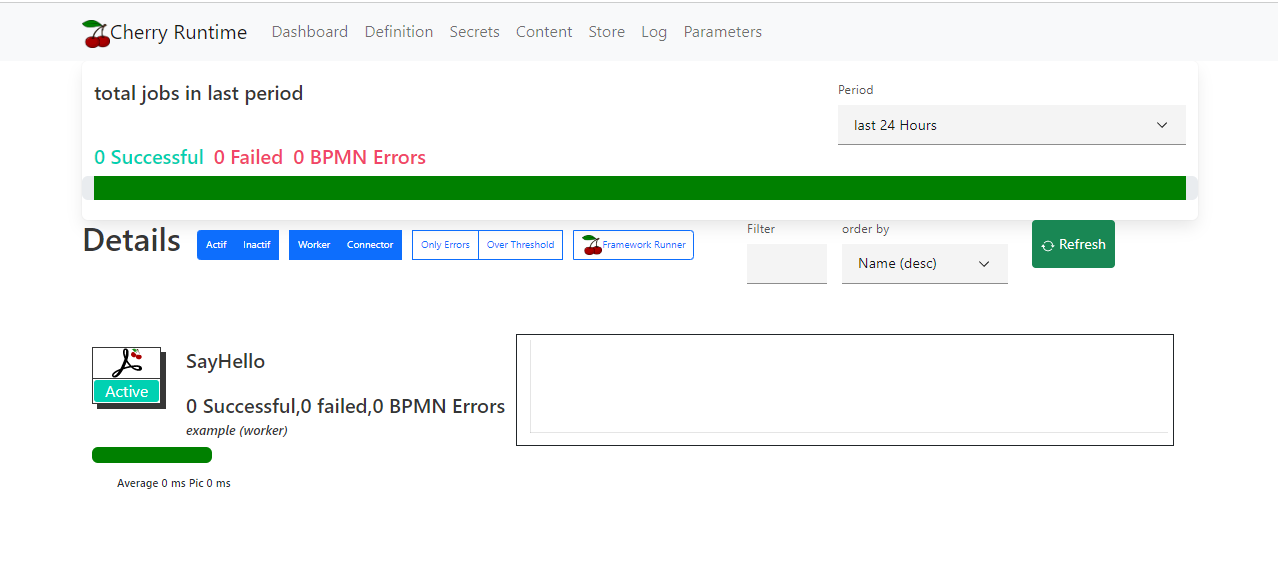 Cherry Runtime Dashboard Definition Secrets Content Store Log Parameters
total jobs in last period
Period
last 24 Hours
0 Successful 0 Failed 0 BPMN Errors
Details Actif Inactif Worker Connector Only Errors Over Threshold Framework Runner
Filter
order by
Name (desc)
Refresh
SayHello
Active
0 Successful,0 failed,0 BPMN Errors
example (worker)
Average 0 ms Pic 0 ms